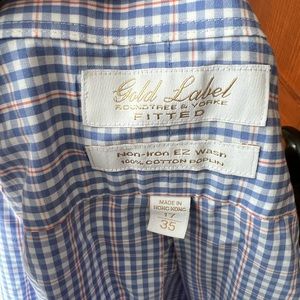 Gold Label
ROUNDTREE & YORKE
FITTED
Non-Iron EZ Wash
100% COTTON POPLIN
MADE IN
HONG KONG
17
35